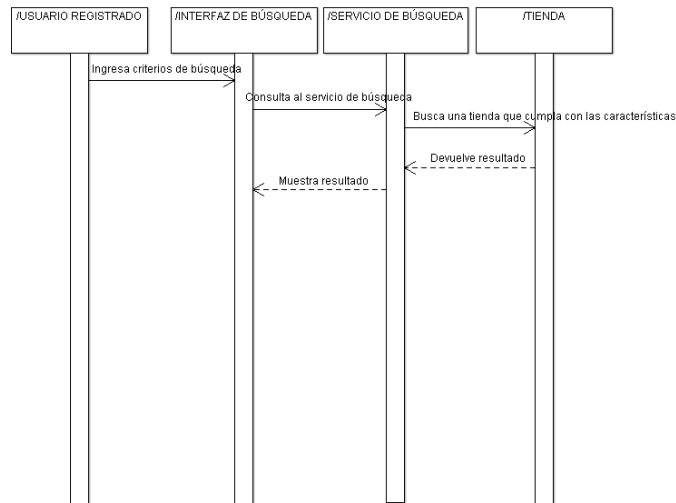 /USUARIO REGISTRADO
/INTERFAZ DE BÚSQUEDA
/SERVICIO DE BÚSQUEDA
/TIENDA
Ingresa criterios de búsqueda
Consulta al servicio de búsqueda
Busca una tienda que cumpla con las características
Devuelve resultado
Muestra resultado